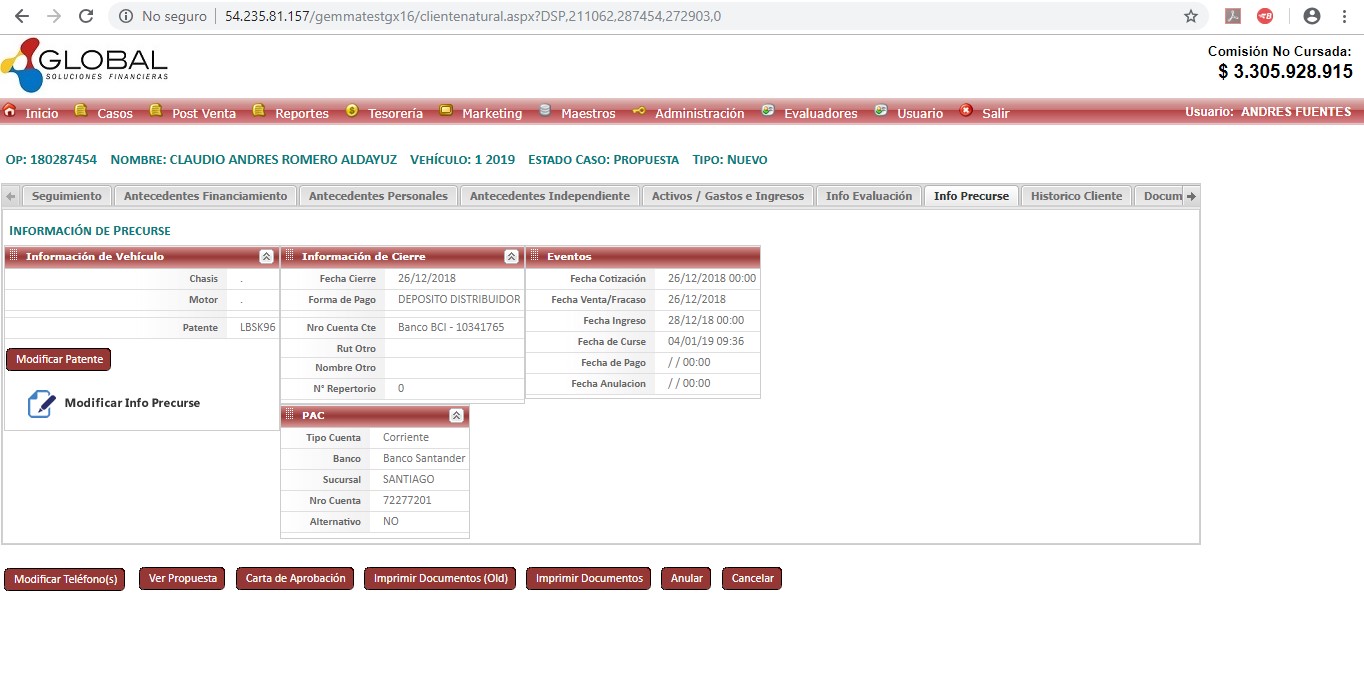 No seguro
54.235.81.157/gemmatestgx16/clientenatural.aspx?DSP,211062,287454,272903,0
GLOBAL
SOLUCIONES FINANCIERAS
Comisión No Cursada:
$ 3.305.928.915
Inicio Casos Post Venta Reportes Tesorería Marketing Maestros Administración Evaluadores Usuario Salir Usuario: ANDRES FUENTES
OP: 180287454 NOMBRE: CLAUDIO ANDRES ROMERO ALDAYUZ VEHÍCULO: 1 2019 ESTADO CASO: PROPUESTA TIPO: NUEVO
Seguimiento Antecedentes Financiamiento Antecedentes Personales Antecedentes Independiente Activos / Gastos e Ingresos Info Evaluación Info Precurse Historico Cliente Docum
INFORMACIÓN DE PRECURSE
Información de Vehículo
Chasis .
Motor .
Patente LBSK96
Modificar Patente
Modificar Info Precurse
Información de Cierre
Fecha Cierre 26/12/2018
Forma de Pago DEPOSITO DISTRIBUIDOR
Nro Cuenta Cte Banco BCI - 10341765
Rut Otro
Nombre Otro
N° Repertorio 0
PAC
Tipo Cuenta Corriente
Banco Banco Santander
Sucursal SANTIAGO
Nro Cuenta 72277201
Alternativo NO
Eventos
Fecha Cotización 26/12/2018 00:00
Fecha Venta/Fracaso 26/12/2018
Fecha Ingreso 28/12/18 00:00
Fecha de Curse 04/01/19 09:36
Fecha de Pago / / 00:00
Fecha Anulacion / / 00:00
Modificar Teléfono(s) Ver Propuesta Carta de Aprobación Imprimir Documentos (Old) Imprimir Documentos Anular Cancelar